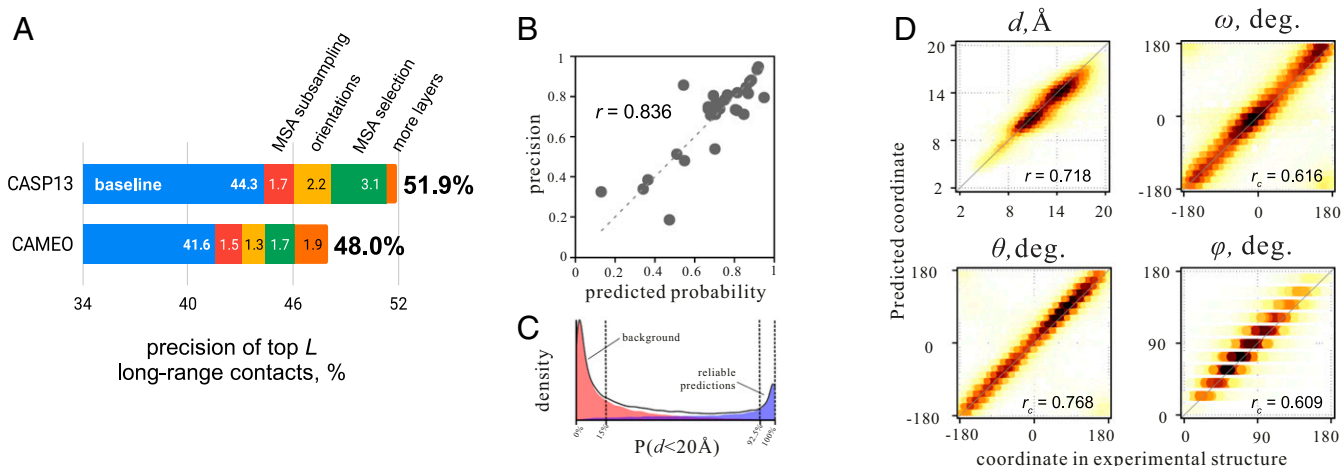 A
MSA subsampling
orientations
MSA selection
more layers
CASP13
baseline
44.3
1.7
2.2
3.1
51.9%
CAMEO
41.6
1.5
1.3
1.7
1.9
48.0%
34
40
46
52
precision of top L
long-range contacts, %
B
1
0.8
0.6
0.4
0.2
0
r = 0.836
precision
0
0.2
0.4
0.6
0.8
1
predicted probability
C
background
reliable
predictions
density
0%
15%
92.5%
100%
P(d<20Å)
D
d, Å
20
14
8
2
r = 0.718
2
8
14
20
ω, deg.
180
0
-180
rc = 0.616
-180
0
180
Predicted coordinate
θ, deg.
180
0
-180
rc = 0.768
-180
0
180
φ, deg.
180
90
0
rc = 0.609
0
90
180
coordinate in experimental structure